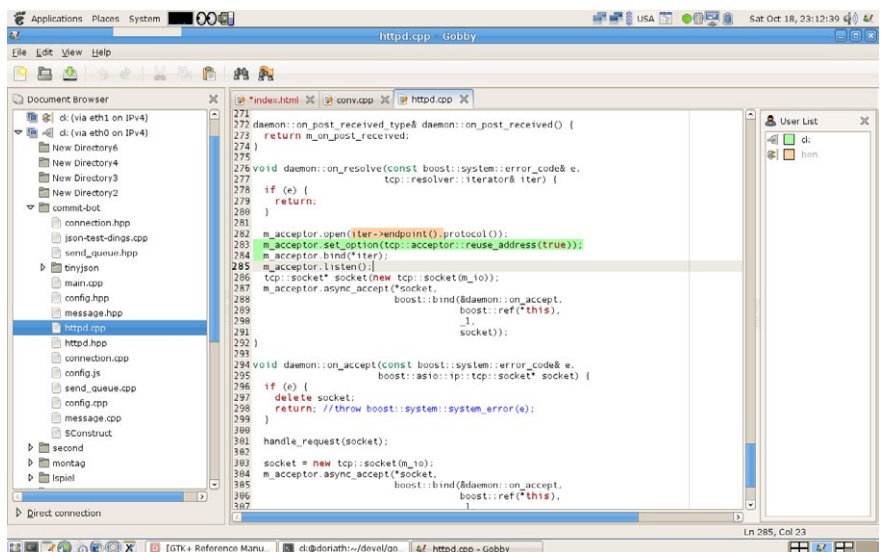 Applications Places System
USA
Sat Oct 18, 23:12:39
httpd.cpp - Gobby
File Edit View Help
Document Browser
*index.html
conv.cpp
httpd.cpp
User List
ck (via eth1 on IPv4)
ck (via eth0 on IPv4)
New Directory6
New Directory4
New Directory3
New Directory2
commit-bot
connection.hpp
json-test-dings.cpp
send_queue.hpp
tinyjson
main.cpp
config.hpp
message.hpp
httpd.cpp
httpd.hpp
connection.cpp
config.js
send_queue.cpp
config.cpp
message.cpp
SConstruct
second
montag
lspiel
Direct connection
271
272 daemon::on_post_received_type& daemon::on_post_received() {
273 return m_on_post_received;
274 }
275
276 void daemon::on_resolve(const boost::system::error_code& e,
277 tcp::resolver::iterator& iter) {
278 if (e) {
279 return;
280 }
281
282 m_acceptor.open(iter->endpoint().protocol());
283 m_acceptor.set_option(tcp::acceptor::reuse_address(true));
284 m_acceptor.bind(*iter);
285 m_acceptor.listen();
286 tcp::socket* socket(new tcp::socket(m_io));
287 m_acceptor.async_accept(*socket,
288 boost::bind(&daemon::on_accept,
289 boost::ref(*this),
290 _1,
291 socket));
292 }
293
294 void daemon::on_accept(const boost::system::error_code& e,
295 boost::asio::ip::tcp::socket* socket) {
296 if (e) {
297 delete socket;
298 return; //throw boost::system::system_error(e);
299 }
300
301 handle_request(socket);
302
303 socket = new tcp::socket(m_io);
304 m_acceptor.async_accept(*socket,
305 boost::bind(&daemon::on_accept,
306 boost::ref(*this),
307
ck
ben
Ln 285, Col 23
[GTK+ Reference Manu...
ck@doriath:~/devel/go...
httpd.cpp - Gobby